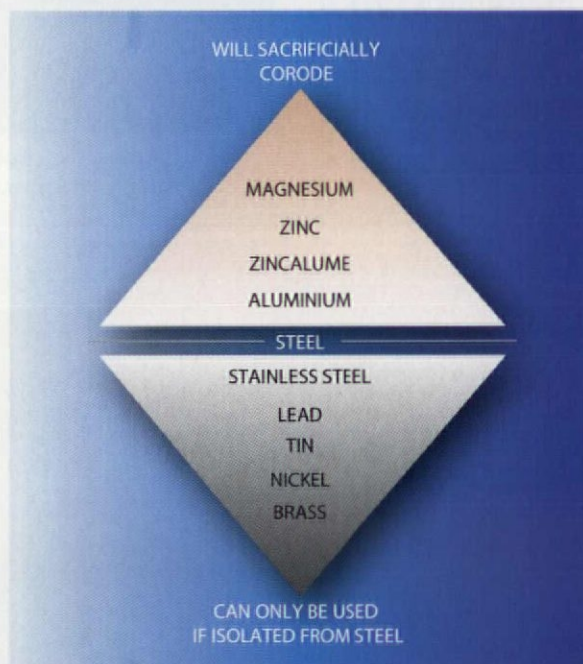 WILL SACRIFICIALLY
CORODE
MAGNESIUM
ZINC
ZINCALUME
ALUMINIUM
STEEL
STAINLESS STEEL
LEAD
TIN
NICKEL
BRASS
CAN ONLY BE USED
IF ISOLATED FROM STEEL